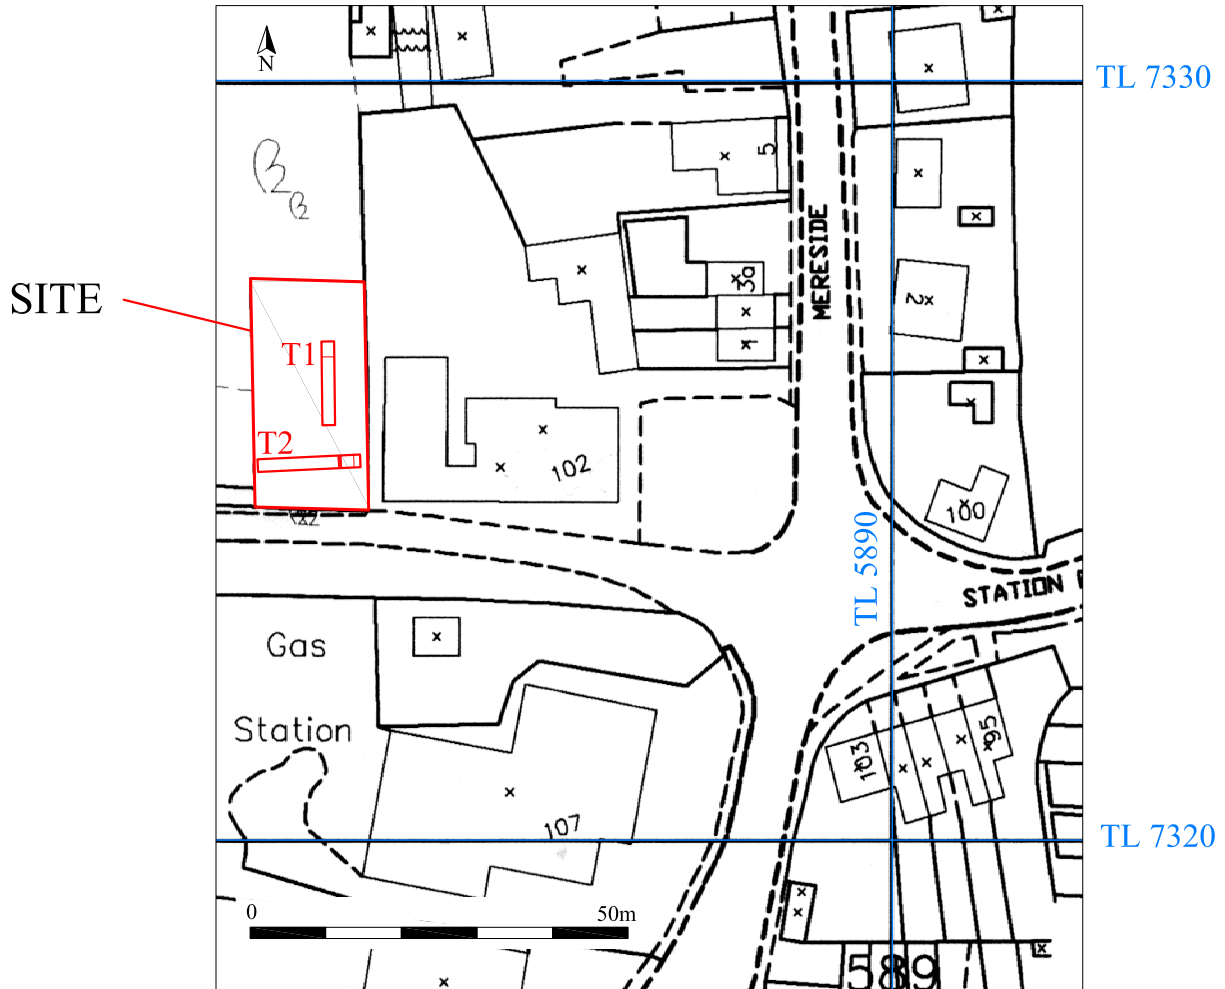 N
TL 7330
5
MERESIDE
3a
SITE
2
T1
1
T2
102
100
TL 5890
STATION
Gas
Station
95
103
107
TL 7320
0
50m
589